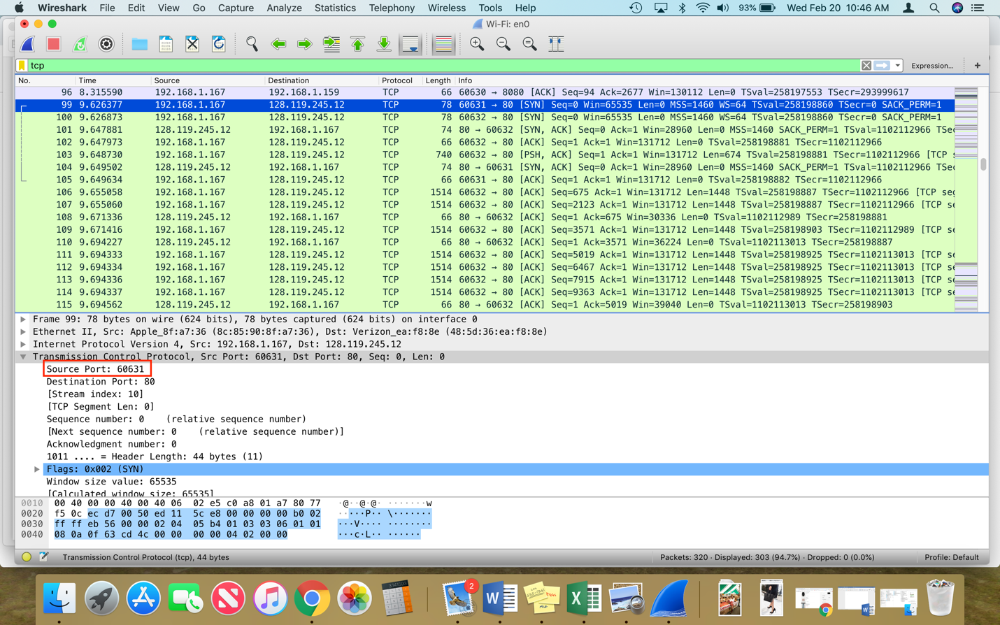 Wireshark File Edit View Go Capture Analyze Statistics Telephony Wireless Tools Help 93% Wed Feb 20 10:46 AM
Wi-Fi: en0
tcp Expression... +
No. Time Source Destination Protocol Length Info
96 8.315590 192.168.1.167 192.168.1.159 TCP 66 60630 → 8080 [ACK] Seq=94 Ack=2677 Win=130112 Len=0 TSval=258197553 TSecr=293999617
99 9.626377 192.168.1.167 128.119.245.12 TCP 78 60631 → 80 [SYN] Seq=0 Win=65535 Len=0 MSS=1460 WS=64 TSval=258198860 TSecr=0 SACK_PERM=1
100 9.626873 192.168.1.167 128.119.245.12 TCP 78 60632 → 80 [SYN] Seq=0 Win=65535 Len=0 MSS=1460 WS=64 TSval=258198860 TSecr=0 SACK_PERM=1
101 9.647881 128.119.245.12 192.168.1.167 TCP 74 80 → 60632 [SYN, ACK] Seq=0 Ack=1 Win=28960 Len=0 MSS=1460 SACK_PERM=1 TSval=1102112966 TSec
102 9.647973 192.168.1.167 128.119.245.12 TCP 66 60632 → 80 [ACK] Seq=1 Ack=1 Win=131712 Len=0 TSval=258198881 TSecr=1102112966
103 9.648730 192.168.1.167 128.119.245.12 TCP 740 60632 → 80 [PSH, ACK] Seq=1 Ack=1 Win=131712 Len=674 TSval=258198881 TSecr=1102112966 [TCP s
104 9.649502 128.119.245.12 192.168.1.167 TCP 74 80 → 60631 [SYN, ACK] Seq=0 Ack=1 Win=28960 Len=0 MSS=1460 SACK_PERM=1 TSval=1102112966 TSec
105 9.649634 192.168.1.167 128.119.245.12 TCP 66 60631 → 80 [ACK] Seq=1 Ack=1 Win=131712 Len=0 TSval=258198882 TSecr=1102112966
106 9.655058 192.168.1.167 128.119.245.12 TCP 1514 60632 → 80 [ACK] Seq=675 Ack=1 Win=131712 Len=1448 TSval=258198887 TSecr=1102112966 [TCP seg
107 9.655060 192.168.1.167 128.119.245.12 TCP 1514 60632 → 80 [ACK] Seq=2123 Ack=1 Win=131712 Len=1448 TSval=258198887 TSecr=1102112966 [TCP se
108 9.671336 128.119.245.12 192.168.1.167 TCP 66 80 → 60632 [ACK] Seq=1 Ack=675 Win=30336 Len=0 TSval=1102112989 TSecr=258198881
109 9.671416 192.168.1.167 128.119.245.12 TCP 1514 60632 → 80 [ACK] Seq=3571 Ack=1 Win=131712 Len=1448 TSval=258198903 TSecr=1102112989 [TCP se
110 9.694227 128.119.245.12 192.168.1.167 TCP 66 80 → 60632 [ACK] Seq=1 Ack=3571 Win=36224 Len=0 TSval=1102113013 TSecr=258198887
111 9.694333 192.168.1.167 128.119.245.12 TCP 1514 60632 → 80 [ACK] Seq=5019 Ack=1 Win=131712 Len=1448 TSval=258198925 TSecr=1102113013 [TCP se
112 9.694334 192.168.1.167 128.119.245.12 TCP 1514 60632 → 80 [ACK] Seq=6467 Ack=1 Win=131712 Len=1448 TSval=258198925 TSecr=1102113013 [TCP se
113 9.694336 192.168.1.167 128.119.245.12 TCP 1514 60632 → 80 [ACK] Seq=7915 Ack=1 Win=131712 Len=1448 TSval=258198925 TSecr=1102113013 [TCP se
114 9.694337 192.168.1.167 128.119.245.12 TCP 1514 60632 → 80 [ACK] Seq=9363 Ack=1 Win=131712 Len=1448 TSval=258198925 TSecr=1102113013 [TCP se
115 9.694562 128.119.245.12 192.168.1.167 TCP 66 80 → 60632 [ACK] Seq=1 Ack=5019 Win=39040 Len=0 TSval=1102113013 TSecr=258198903
Frame 99: 78 bytes on wire (624 bits), 78 bytes captured (624 bits) on interface 0
Ethernet II, Src: Apple_8f:a7:36 (8c:85:90:8f:a7:36), Dst: Verizon_ea:f8:8e (48:5d:36:ea:f8:8e)
Internet Protocol Version 4, Src: 192.168.1.167, Dst: 128.119.245.12
Transmission Control Protocol, Src Port: 60631, Dst Port: 80, Seq: 0, Len: 0
Source Port: 60631
Destination Port: 80
[Stream index: 10]
[TCP Segment Len: 0]
Sequence number: 0 (relative sequence number)
[Next sequence number: 0 (relative sequence number)]
Acknowledgment number: 0
1011 .... = Header Length: 44 bytes (11)
Flags: 0x002 (SYN)
Window size value: 65535
[Calculated window size: 65535]
0010 00 40 00 00 40 00 40 06 02 e5 c0 a8 01 a7 80 77 ·@··@·@· ·······w
0020 f5 0c ec d7 00 50 ed 11 5c e8 00 00 00 00 b0 02 ·····P·· \·······
0030 ff ff eb 56 00 00 02 04 05 b4 01 03 03 06 01 01 ···V···· ········
0040 08 0a 0f 63 cd 4c 00 00 00 00 04 02 00 00 ···c·L·· ······
Transmission Control Protocol (tcp), 44 bytes Packets: 320 · Displayed: 303 (94.7%) · Dropped: 0 (0.0%) Profile: Default
2